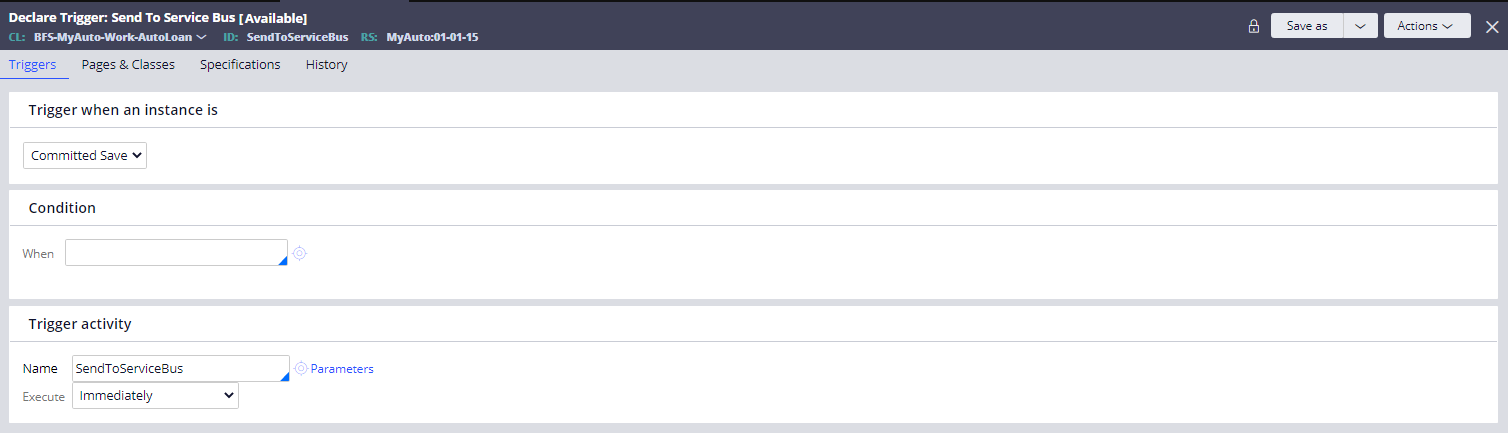 Declare Trigger: Send To Service Bus [Available]
CL: BFS-MyAuto-Work-AutoLoan ID: SendToServiceBus RS: MyAuto:01-01-15
Save as Actions
Triggers Pages & Classes Specifications History
Trigger when an instance is
Committed Save
Condition
When
Trigger activity
Name SendToServiceBus Parameters
Execute Immediately